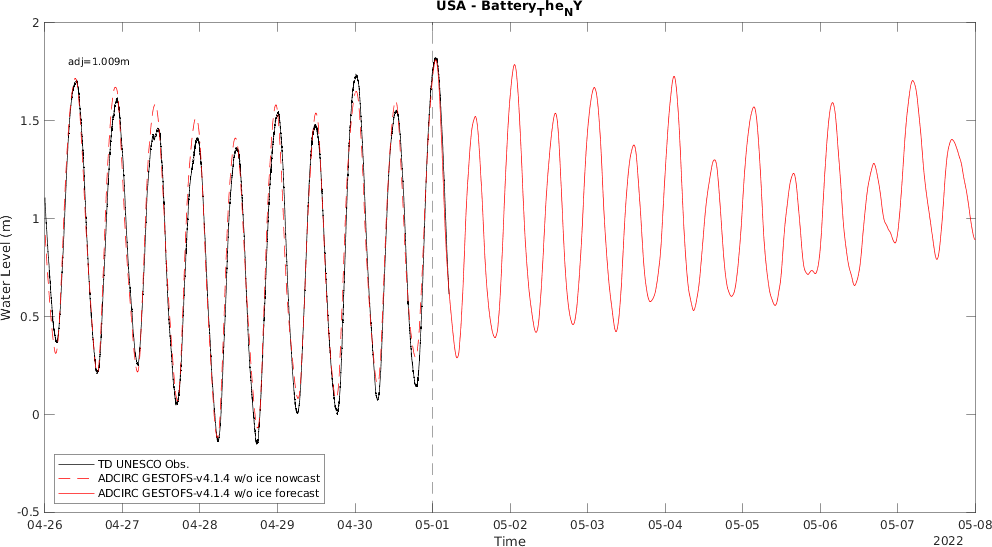 USA - Battery_The_NY
2
adj=1.009m
1.5
1
0.5
0
-0.5
Water Level (m)
TD UNESCO Obs.
ADCIRC GESTOFS-v4.1.4 w/o ice nowcast
ADCIRC GESTOFS-v4.1.4 w/o ice forecast
04-26 04-27 04-28 04-29 04-30 05-01 05-02 05-03 05-04 05-05 05-06 05-07 05-08
Time
2022